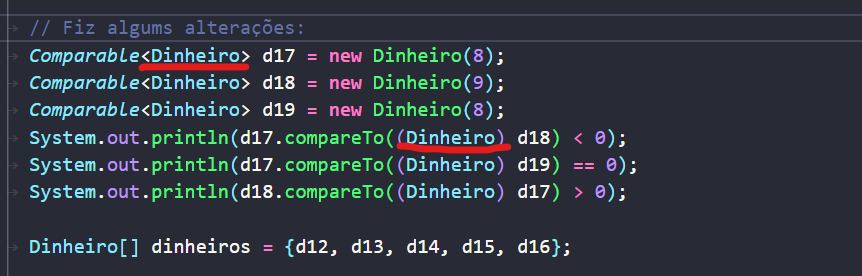 // Fiz algums alterações:
Comparable<Dinheiro> d17 = new Dinheiro(8);
Comparable<Dinheiro> d18 = new Dinheiro(9);
Comparable<Dinheiro> d19 = new Dinheiro(8);
System.out.println(d17.compareTo((Dinheiro) d18) < 0);
System.out.println(d17.compareTo((Dinheiro) d19) == 0);
System.out.println(d18.compareTo((Dinheiro) d17) > 0);
Dinheiro[] dinheiros = {d12, d13, d14, d15, d16};